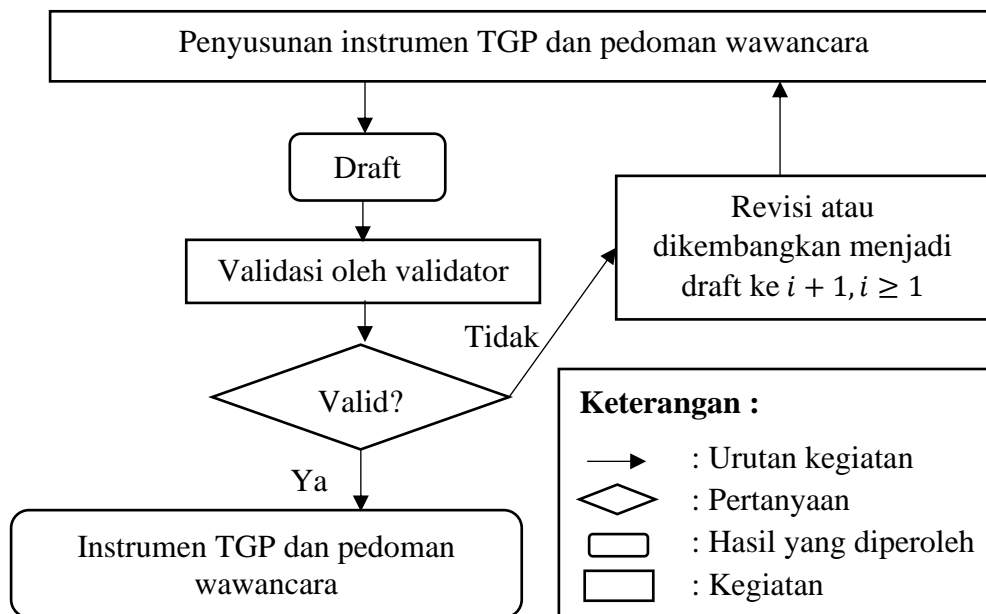 Penyusunan instrumen TGP dan pedoman wawancara
Draft
Validasi oleh validator
Valid?
Tidak
Revisi atau
dikembangkan menjadi
draft ke i + 1, i ≥ 1
Ya
Instrumen TGP dan pedoman
wawancara
Keterangan :
: Urutan kegiatan
: Pertanyaan
: Hasil yang diperoleh
: Kegiatan